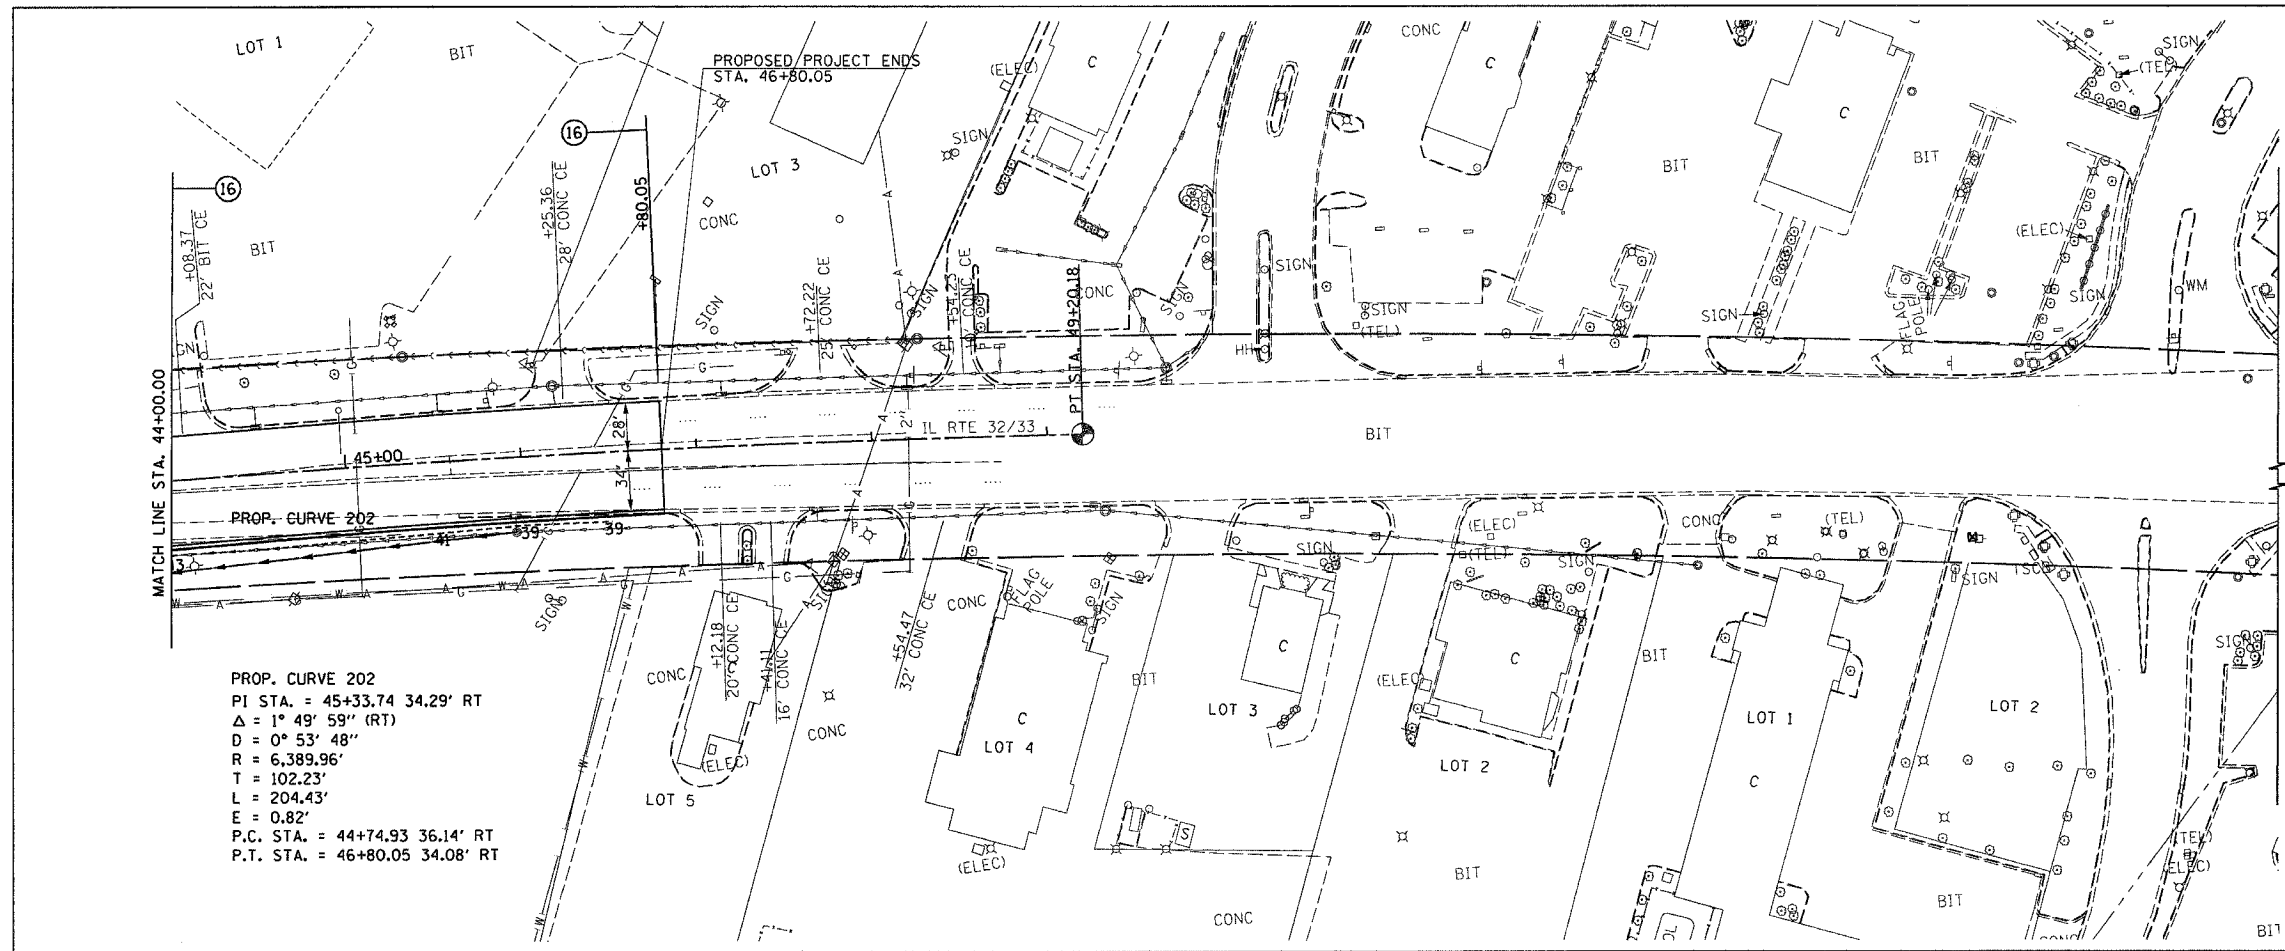 LOT 1
BIT
PROPOSED PROJECT ENDS
STA. 46+80.05
(ELEC)
C
CONC
C
SIGN
(TEL)
C
16
16
SIGN
LOT 3
BIT
BIT
+08.37
22' BIT CE
BIT
+25.36
28' CONC CE
+80.05
CONC
A
SIGN
+72.22
25' CONC CE
A
SIGN
CONC
PT STA. 49+20.18
SIGN
SIGN
HH
SIGN
(TEL)
SIGN
FLAG
POLE
(ELEC)
SIGN
WM
G
G
G
A
A
28'
34'
2"
IL RTE 32/33
BIT
45+00
MATCH LINE STA. 44+00.00
PROP. CURVE 202
41
39
39
G
A
G
W
A
W
A
G
W
A
A
A
G
SIGN
W
W
W
+12.18
20' CONC CE
+41.11
16' CONC CE
+54.47
32' CONC CE
CONC
FLAG
POLE
SIGN
SIGN
(ELEC)
(TEL)
SIGN
CONC
(TEL)
SIGN
PROP. CURVE 202
PI STA. = 45+33.74 34.29' RT
Δ = 1° 49' 59'' (RT)
D = 0° 53' 48''
R = 6,389.96'
T = 102.23'
L = 204.43'
E = 0.82'
P.C. STA. = 44+74.93 36.14' RT
P.T. STA. = 46+80.05 34.08' RT
CONC
(ELEC)
LOT 5
CONC
C
LOT 4
(ELEC)
BIT
C
LOT 3
S
CONC
(ELEC)
C
LOT 2
BIT
BIT
LOT 1
C
LOT 2
BIT
SIGN
(TEL)
(ELEC)
BIT